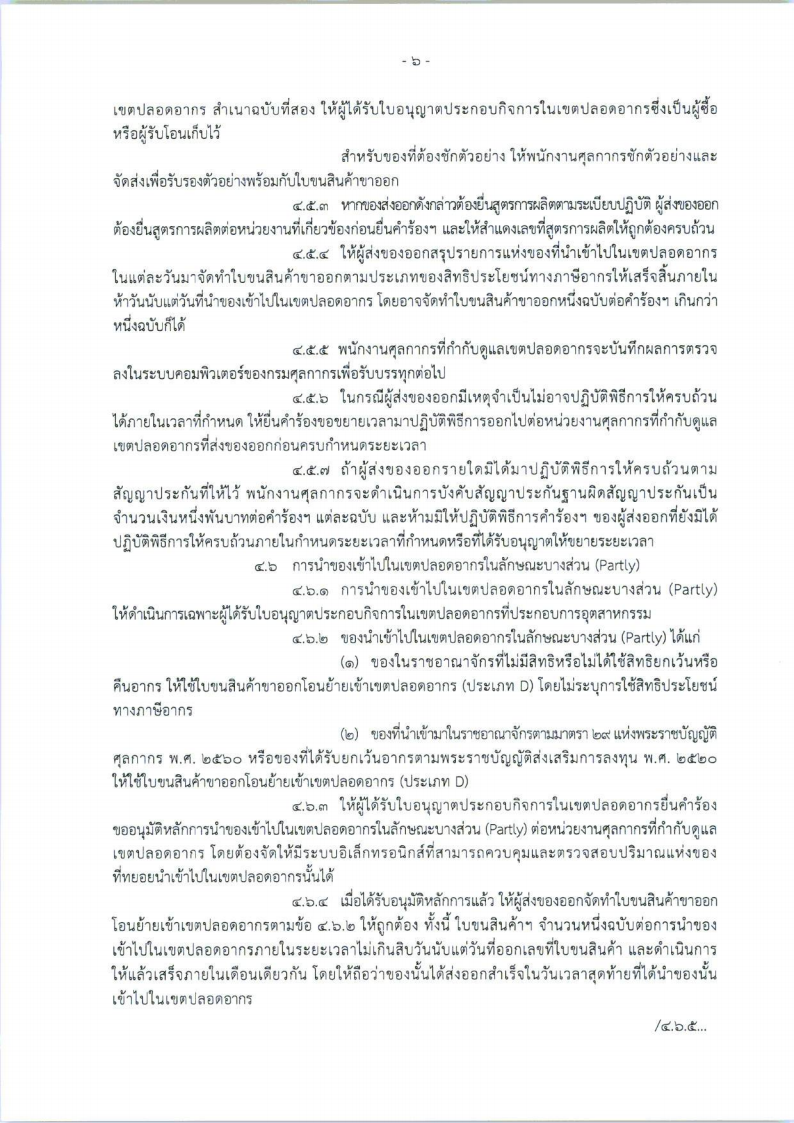 - ๖ -
เขตปลอดอากร สำเนาฉบับที่สอง ให้ผู้ได้รับใบอนุญาตประกอบกิจการในเขตปลอดอากรซึ่งเป็นผู้ซื้อ
หรือผู้รับโอนเก็บไว้
สำหรับของที่ต้องชักตัวอย่าง ให้พนักงานศุลกากรชักตัวอย่างและ
จัดส่งเพื่อรับรองตัวอย่างพร้อมกับใบขนสินค้าขาออก
๔.๕.๓ หากของส่งออกดังกล่าวต้องยื่นสูตรการผลิตตามระเบียบปฏิบัติ ผู้ส่งของออก
ต้องยื่นสูตรการผลิตต่อหน่วยงานที่เกี่ยวข้องก่อนยื่นคำร้องฯ และให้สำแดงเลขที่สูตรการผลิตให้ถูกต้องครบถ้วน
๔.๕.๔ ให้ผู้ส่งของออกสรุปรายการแห่งของที่นำเข้าไปในเขตปลอดอากร
ในแต่ละวันมาจัดทำใบขนสินค้าขาออกตามประเภทของสิทธิประโยชน์ทางภาษีอากรให้เสร็จสิ้นภายใน
ห้าวันนับแต่วันที่นำของเข้าไปในเขตปลอดอากร โดยอาจจัดทำใบขนสินค้าขาออกหนึ่งฉบับต่อคำร้องฯ เกินกว่า
หนึ่งฉบับก็ได้
๔.๕.๕ พนักงานศุลกากรที่กำกับดูแลเขตปลอดอากรจะบันทึกผลการตรวจ
ลงในระบบคอมพิวเตอร์ของกรมศุลกากรเพื่อรับบรรทุกต่อไป
๔.๕.๖ ในกรณีผู้ส่งของออกมีเหตุจำเป็นไม่อาจปฏิบัติพิธีการให้ครบถ้วน
ได้ภายในเวลาที่กำหนด ให้ยื่นคำร้องขอขยายเวลามาปฏิบัติพิธีการออกไปต่อหน่วยงานศุลกากรที่กำกับดูแล
เขตปลอดอากรที่ส่งของออกก่อนครบกำหนดระยะเวลา
๔.๕.๗ ถ้าผู้ส่งของออกรายใดมิได้มาปฏิบัติพิธีการให้ครบถ้วนตาม
สัญญาประกันที่ให้ไว้ พนักงานศุลกากรจะดำเนินการบังคับสัญญาประกันฐานผิดสัญญาประกันเป็น
จำนวนเงินหนึ่งพันบาทต่อคำร้องฯ แต่ละฉบับ และห้ามมิให้ปฏิบัติพิธีการคำร้องฯ ของผู้ส่งออกที่ยังมิได้
ปฏิบัติพิธีการให้ครบถ้วนภายในกำหนดระยะเวลาที่กำหนดหรือที่ได้รับอนุญาตให้ขยายระยะเวลา
๔.๖ การนำของเข้าไปในเขตปลอดอากรในลักษณะบางส่วน (Partly)
๔.๖.๑ การนำของเข้าไปในเขตปลอดอากรในลักษณะบางส่วน (Partly)
ให้ดำเนินการเฉพาะผู้ได้รับใบอนุญาตประกอบกิจการในเขตปลอดอากรที่ประกอบการอุตสาหกรรม
๔.๖.๒ ของนำเข้าไปในเขตปลอดอากรในลักษณะบางส่วน (Partly) ได้แก่
(๑) ของในราชอาณาจักรที่ไม่มีสิทธิหรือไม่ได้ใช้สิทธิยกเว้นหรือ
คืนอากร ให้ใช้ใบขนสินค้าขาออกโอนย้ายเข้าเขตปลอดอากร (ประเภท D) โดยไม่ระบุการใช้สิทธิประโยชน์
ทางภาษีอากร
(๒) ของที่นำเข้ามาในราชอาณาจักรตามมาตรา ๒๙ แห่งพระราชบัญญัติ
ศุลกากร พ.ศ. ๒๕๖๐ หรือของที่ได้รับยกเว้นอากรตามพระราชบัญญัติส่งเสริมการลงทุน พ.ศ. ๒๕๒๐
ให้ใช้ใบขนสินค้าขาออกโอนย้ายเข้าเขตปลอดอากร (ประเภท D)
๔.๖.๓ ให้ผู้ได้รับใบอนุญาตประกอบกิจการในเขตปลอดอากรยื่นคำร้อง
ขออนุมัติหลักการนำของเข้าไปในเขตปลอดอากรในลักษณะบางส่วน (Partly) ต่อหน่วยงานศุลกากรที่กำกับดูแล
เขตปลอดอากร โดยต้องจัดให้มีระบบอิเล็กทรอนิกส์ที่สามารถควบคุมและตรวจสอบปริมาณแห่งของ
ที่ทยอยนำเข้าไปในเขตปลอดอากรนั้นได้
๔.๖.๔ เมื่อได้รับอนุมัติหลักการแล้ว ให้ผู้ส่งของออกจัดทำใบขนสินค้าขาออก
โอนย้ายเข้าเขตปลอดอากรตามข้อ ๔.๖.๒ ให้ถูกต้อง ทั้งนี้ ใบขนสินค้าฯ จำนวนหนึ่งฉบับต่อการนำของ
เข้าไปในเขตปลอดอากรภายในระยะเวลาไม่เกินสิบวันนับแต่วันที่ออกเลขที่ใบขนสินค้า และดำเนินการ
ให้แล้วเสร็จภายในเดือนเดียวกัน โดยให้ถือว่าของนั้นได้ส่งออกสำเร็จในวันเวลาสุดท้ายที่ได้นำของนั้น
เข้าไปในเขตปลอดอากร
/๔.๖.๕...